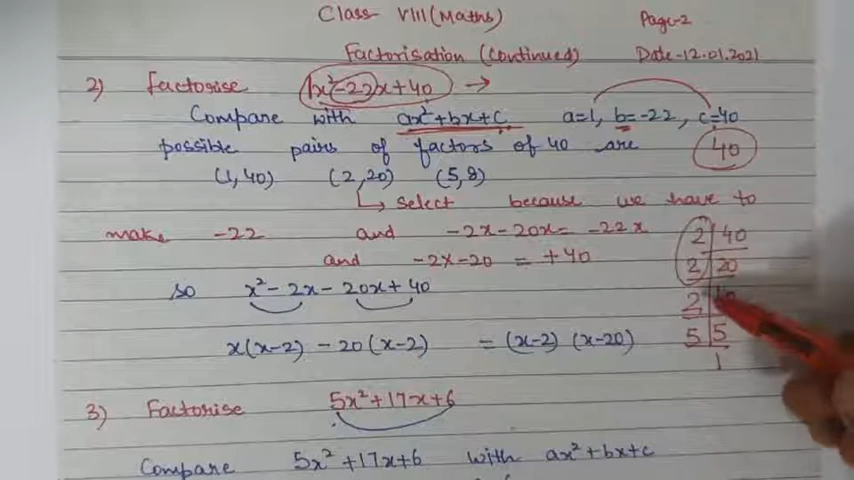 Class VIII (Maths) Page-2
Factorisation (Continued) Date-12.01.2021
2) Factorise 1x²-22x+40 →
Compare with ax²+bx+c a=1, b=-22, c=40
possible pairs of factors of 40 are 40
(1,40) (2,20) (5,8)
↳ Select because we have to
make -22 and -2x-20x= -22x
and -2x-20 = +40
so x²-2x-20x+40
x(x-2) -20(x-2) = (x-2) (x-20)
2 | 40
2 | 20
2 |
5 | 5
1
3) Factorise 5x²+17x+6
Compare 5x²+17x+6 with ax²+bx+c